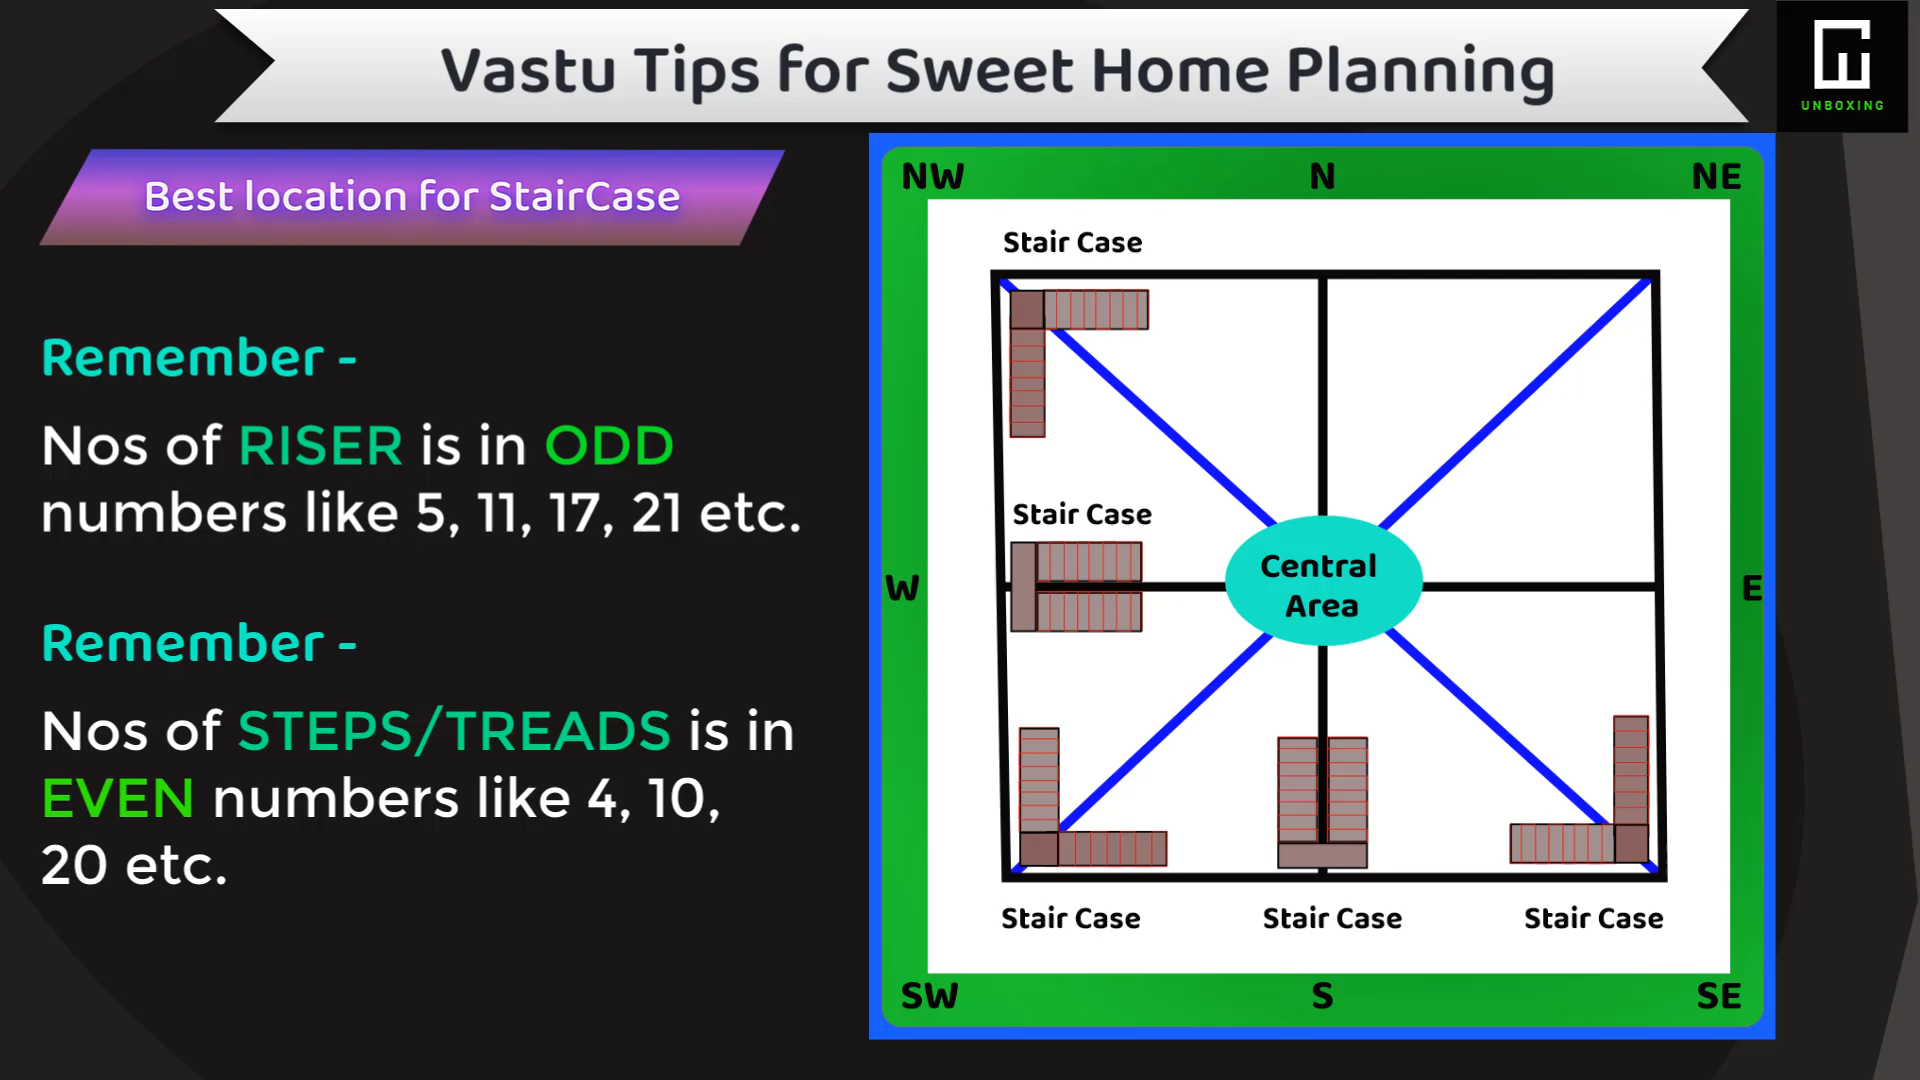 Vastu Tips for Sweet Home Planning
UNBOXING
Best location for StairCase
Remember -
Nos of RISER is in ODD
numbers like 5, 11, 17, 21 etc.
Remember -
Nos of STEPS/TREADS is in
EVEN numbers like 4, 10,
20 etc.
NW N NE
Stair Case
Stair Case
W E
Central
Area
Stair Case Stair Case Stair Case
SW S SE